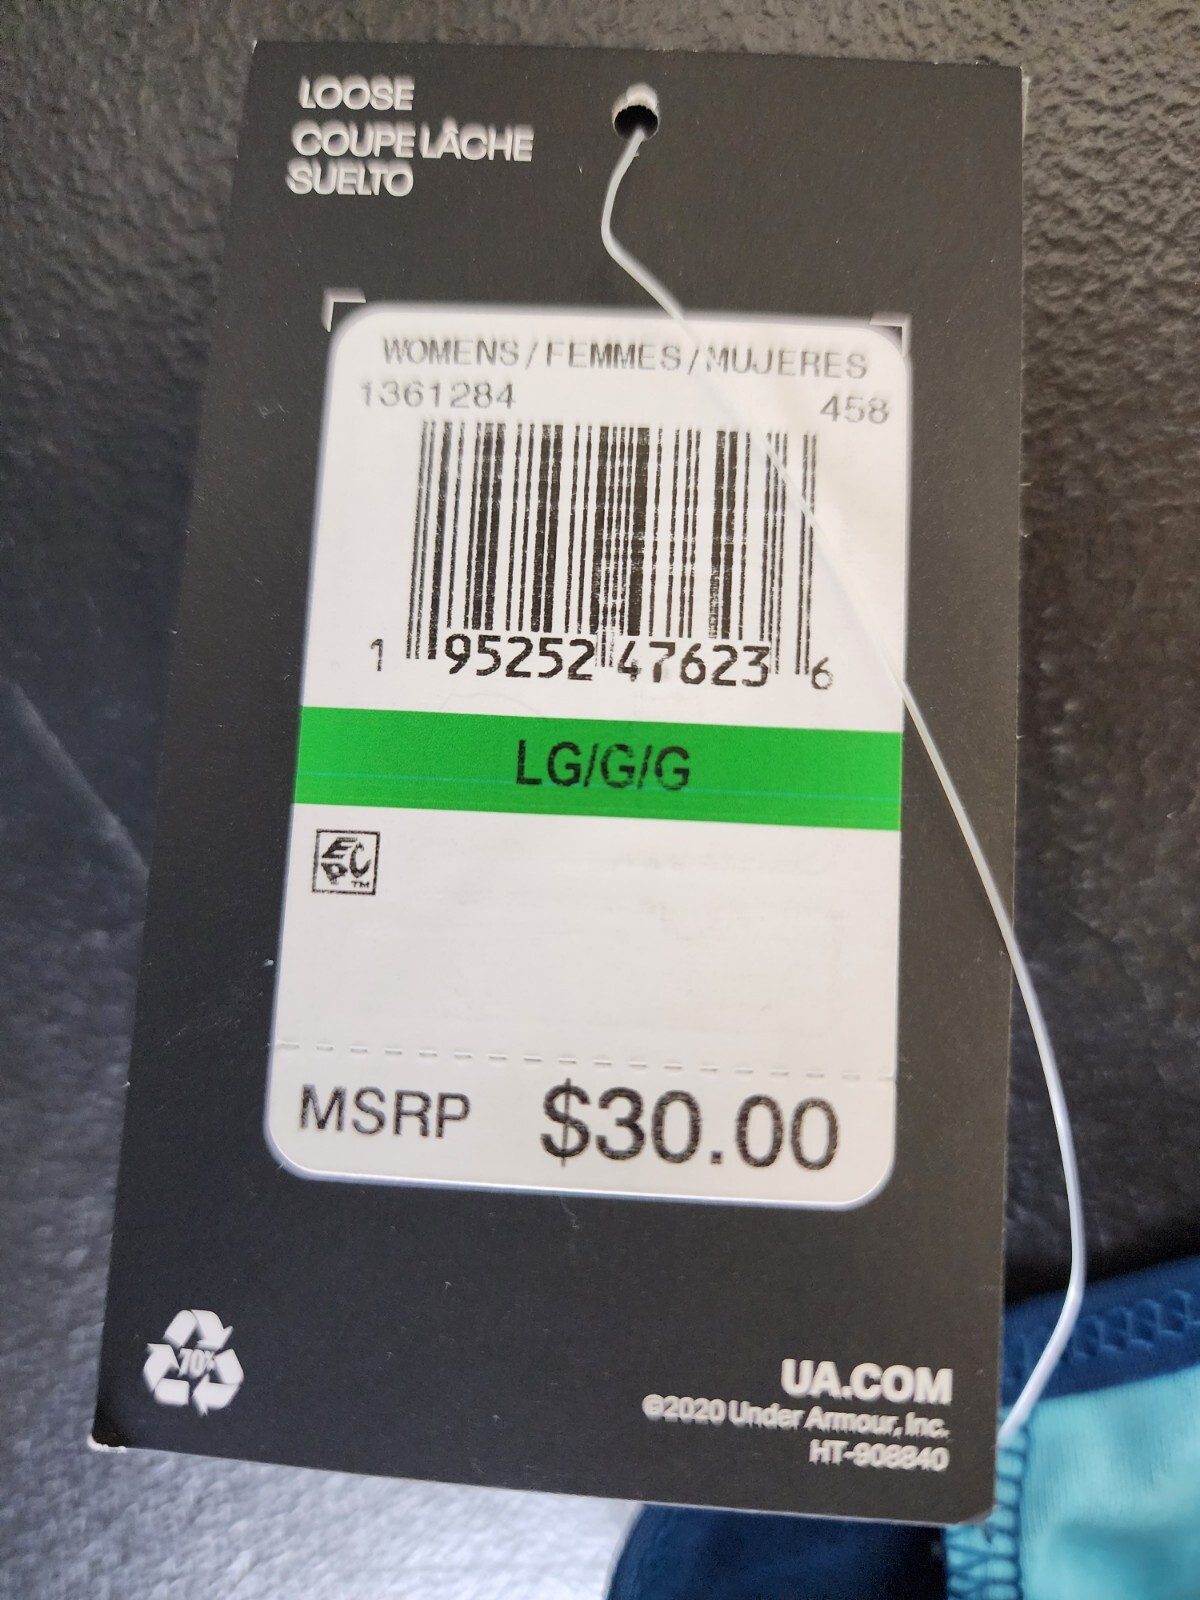 LOOSE
COUPE LÂCHE
SUELTO
WOMENS / FEMMES / MUJERES
1361284 458
1 95252 47623 6
LG/G/G
EPC™
MSRP $30.00
70%
UA.COM
©2020 Under Armour, Inc.
HT-908840